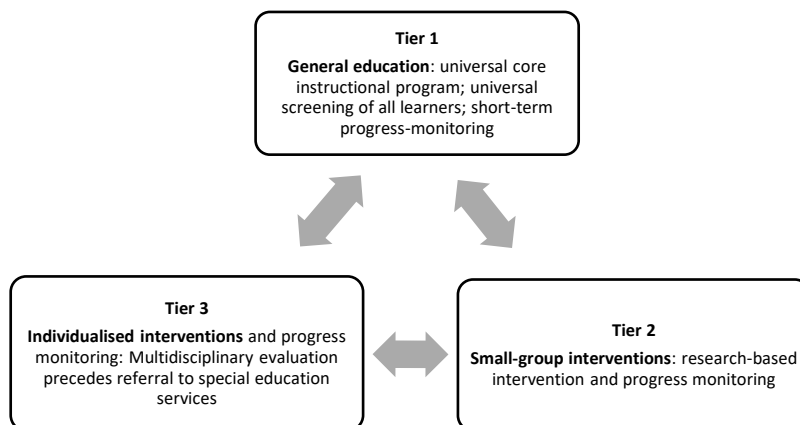 Tier 1
General education: universal core
instructional program; universal
screening of all learners; short-term
progress-monitoring
Tier 3
Individualised interventions and progress
monitoring: Multidisciplinary evaluation
precedes referral to special education
services
Tier 2
Small-group interventions: research-based
intervention and progress monitoring